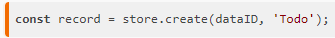 const record = store.create(dataID, 'Todo');